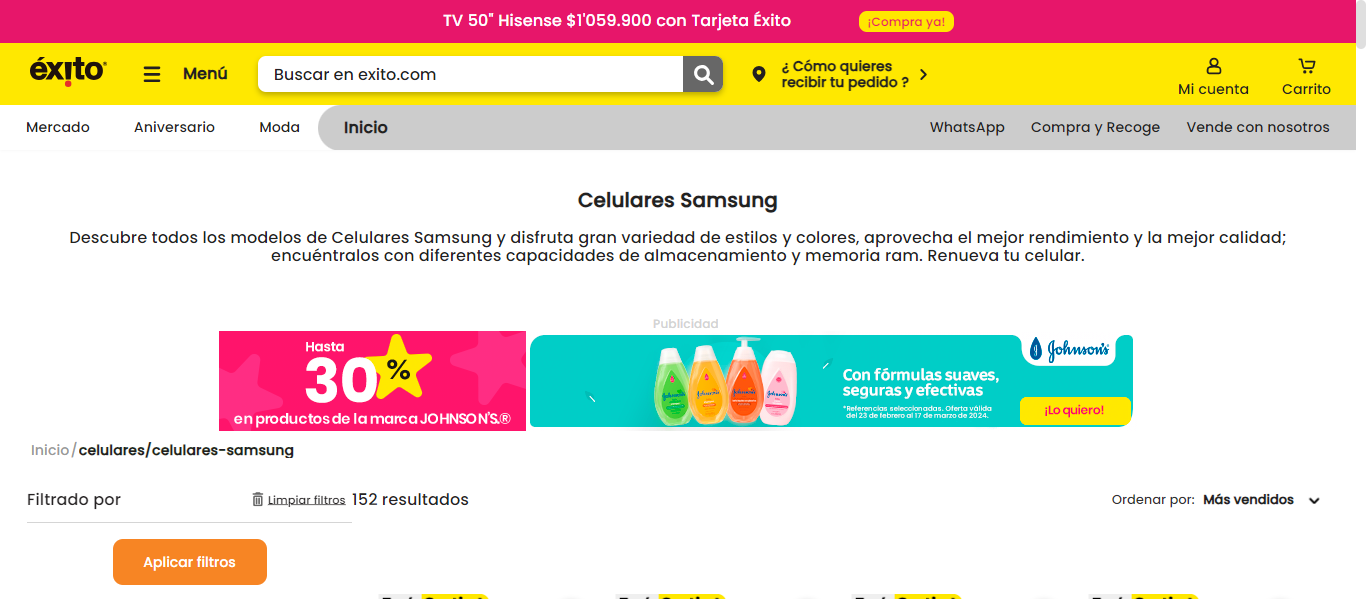 TV 50" Hisense $1'059.900 con Tarjeta Éxito ¡Compra ya!
éxito
Menú
Buscar en exito.com
¿ Cómo quieres
recibir tu pedido ?
Mi cuenta
Carrito
Mercado Aniversario Moda Inicio WhatsApp Compra y Recoge Vende con nosotros
Celulares Samsung
Descubre todos los modelos de Celulares Samsung y disfruta gran variedad de estilos y colores, aprovecha el mejor rendimiento y la mejor calidad;
encuéntralos con diferentes capacidades de almacenamiento y memoria ram. Renueva tu celular.
Publicidad
Hasta
30%
en productos de la marca JOHNSON'S.®
Johnson's
Con fórmulas suaves,
seguras y efectivas
*Referencias seleccionadas. Oferta válida
del 23 de febrero al 17 de marzo de 2024.
¡Lo quiero!
Inicio/celulares/celulares-samsung
Filtrado por Limpiar filtros 152 resultados Ordenar por: Más vendidos
Aplicar filtros